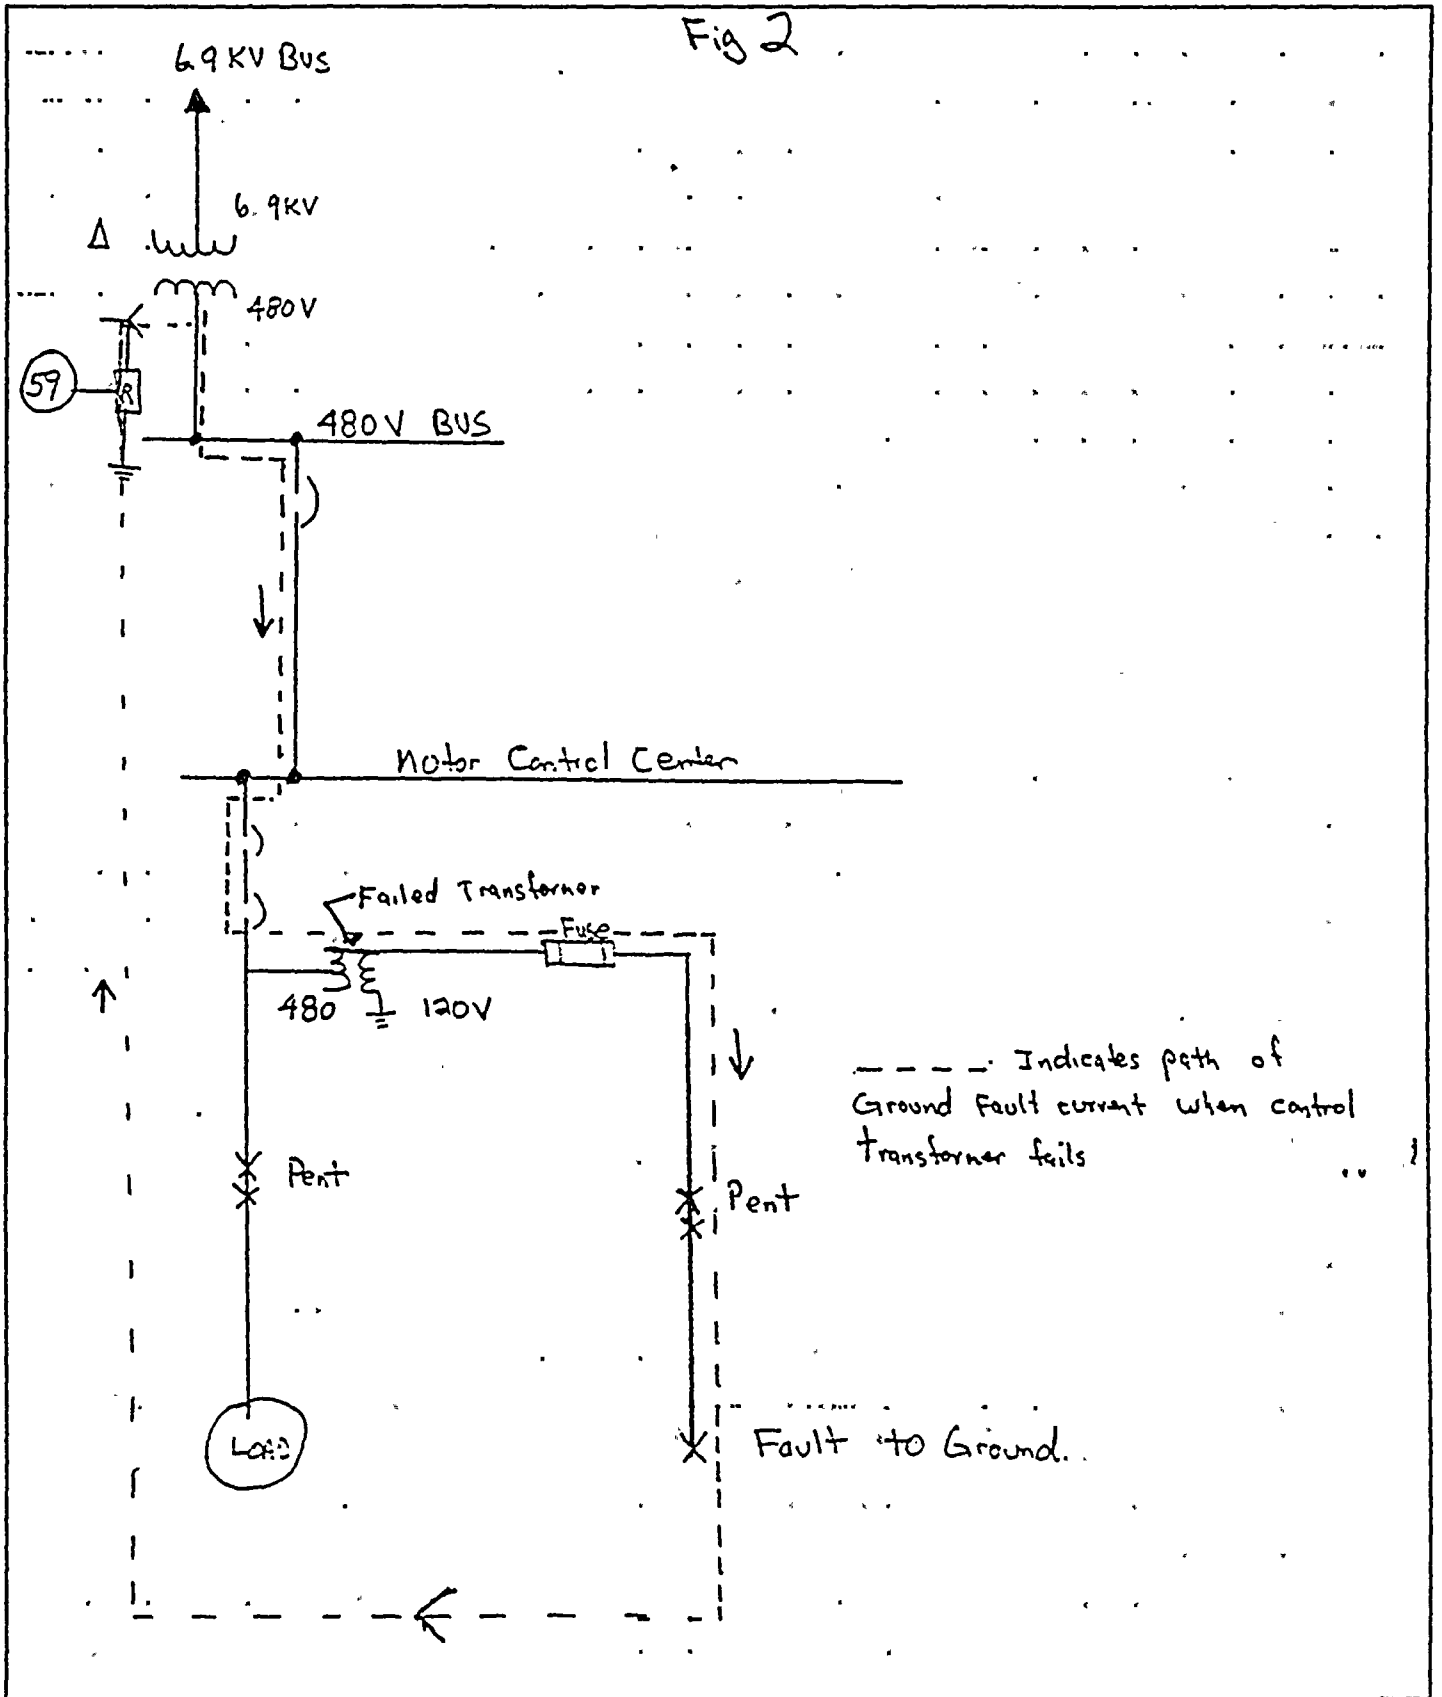 Fig 2
6.9 KV BUS
6.9KV
Δ
480V
59
R
480V BUS
Motor Control Center
Failed Transformer
Fuse
480
120V
- - - - Indicates path of
Ground Fault current when control
transformer fails
Pent
Pent
LOAD
Fault to Ground.